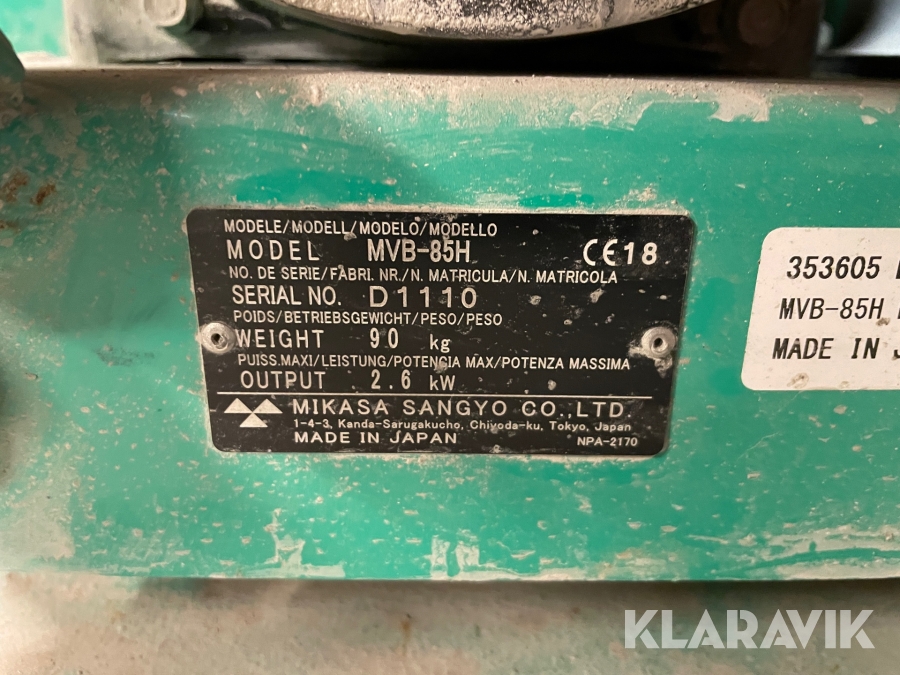 MODELE/MODELL/MODELO/MODELLO
MODEL MVB-85H CE18
NO. DE SERIE/FABRI. NR./N. MATRICULA/N. MATRICOLA
SERIAL NO. D1110
POIDS/BETRIEBSGEWICHT/PESO/PESO
WEIGHT 90 kg
PUISS.MAXI/LEISTUNG/POTENCIA MAX/POTENZA MASSIMA
OUTPUT 2.6 kW
MIKASA SANGYO CO.,LTD.
1-4-3, Kanda-Sarugakucho, Chiyoda-ku, Tokyo, Japan
MADE IN JAPAN NPA-2170
353605
MVB-85H
MADE IN
KLARAVIK